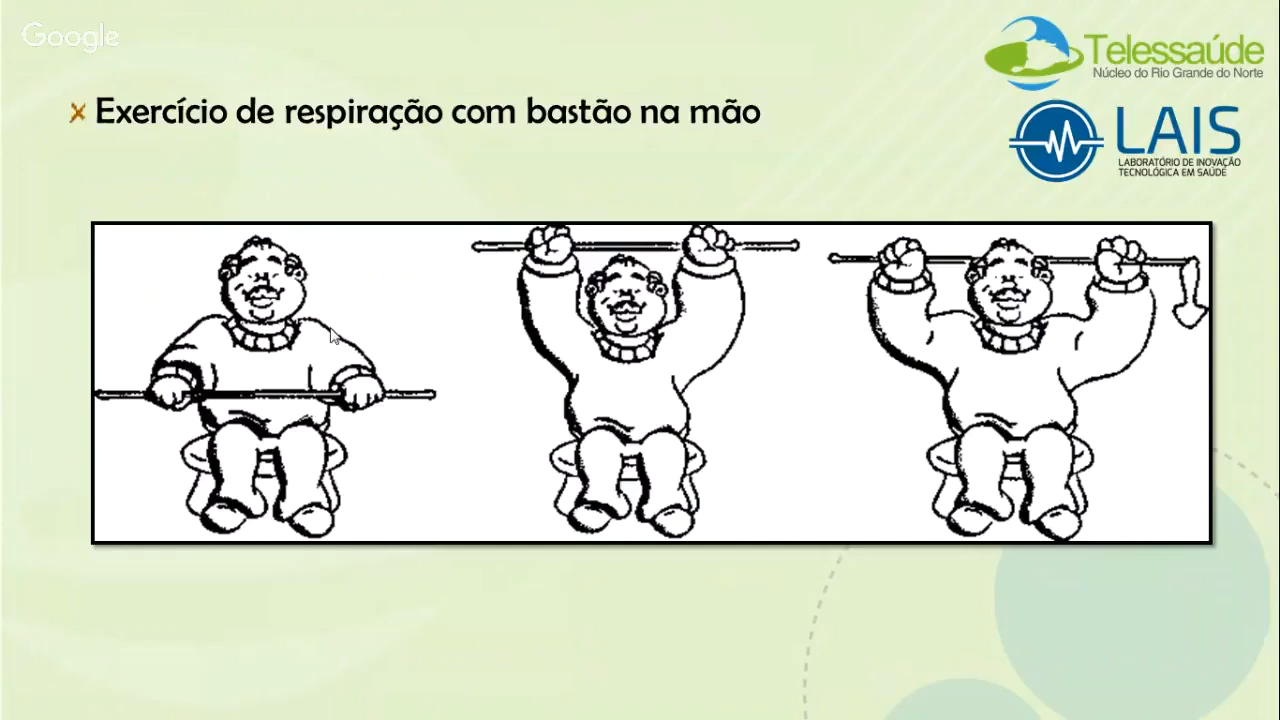 Google
Telessaúde
Núcleo do Rio Grande do Norte
Exercício de respiração com bastão na mão
LAIS
LABORATÓRIO DE INOVAÇÃO
TECNOLÓGICA EM SAÚDE